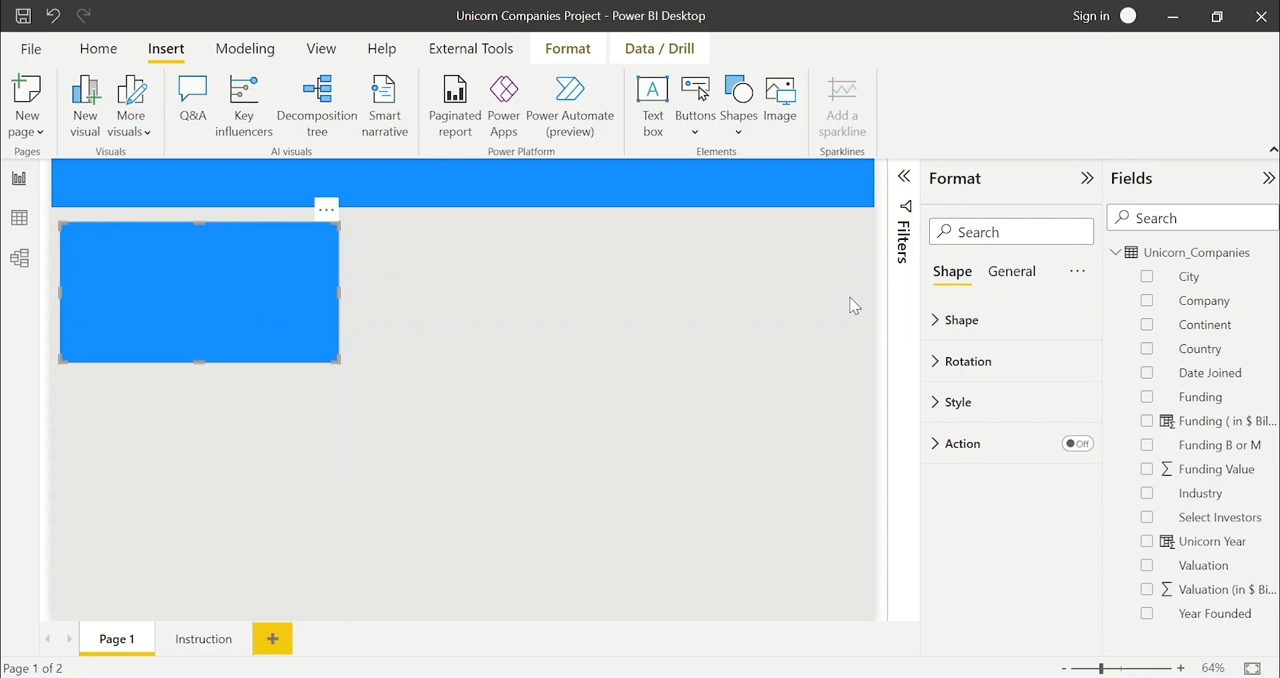 Unicorn Companies Project - Power BI Desktop
Sign in
File Home Insert Modeling View Help External Tools Format Data / Drill
New page
Pages
New visual
More visuals
Visuals
Q&A
Key influencers
Decomposition tree
Smart narrative
AI visuals
Paginated report
Power Apps
Power Automate (preview)
Power Platform
Text box
Buttons
Shapes
Image
Elements
Add a sparkline
Sparklines
Filters
Format
Search
Shape General
Shape
Rotation
Style
Action Off
Fields
Search
Unicorn_Companies
City
Company
Continent
Country
Date Joined
Funding
Funding ( in $ Bil...
Funding B or M
Funding Value
Industry
Select Investors
Unicorn Year
Valuation
Valuation (in $ Bi...
Year Founded
Page 1 Instruction
Page 1 of 2
64%